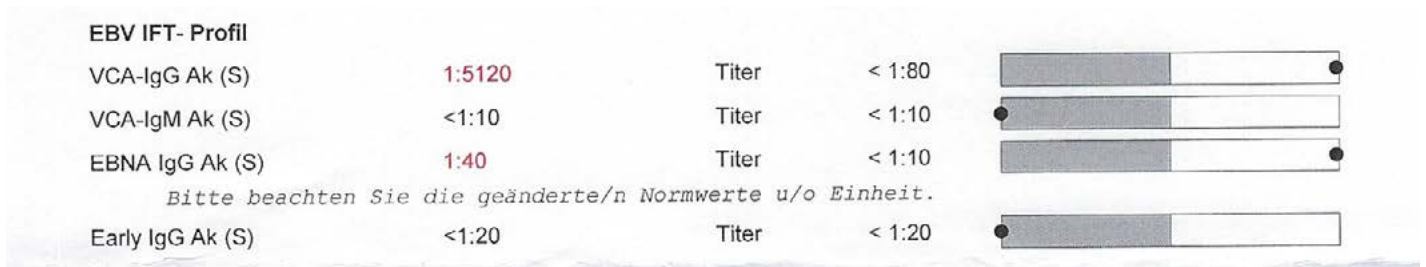 EBV IFT- Profil
VCA-IgG Ak (S) 1:5120 Titer < 1:80
VCA-IgM Ak (S) <1:10 Titer < 1:10
EBNA IgG Ak (S) 1:40 Titer < 1:10
Bitte beachten Sie die geänderte/n Normwerte u/o Einheit.
Early IgG Ak (S) <1:20 Titer < 1:20